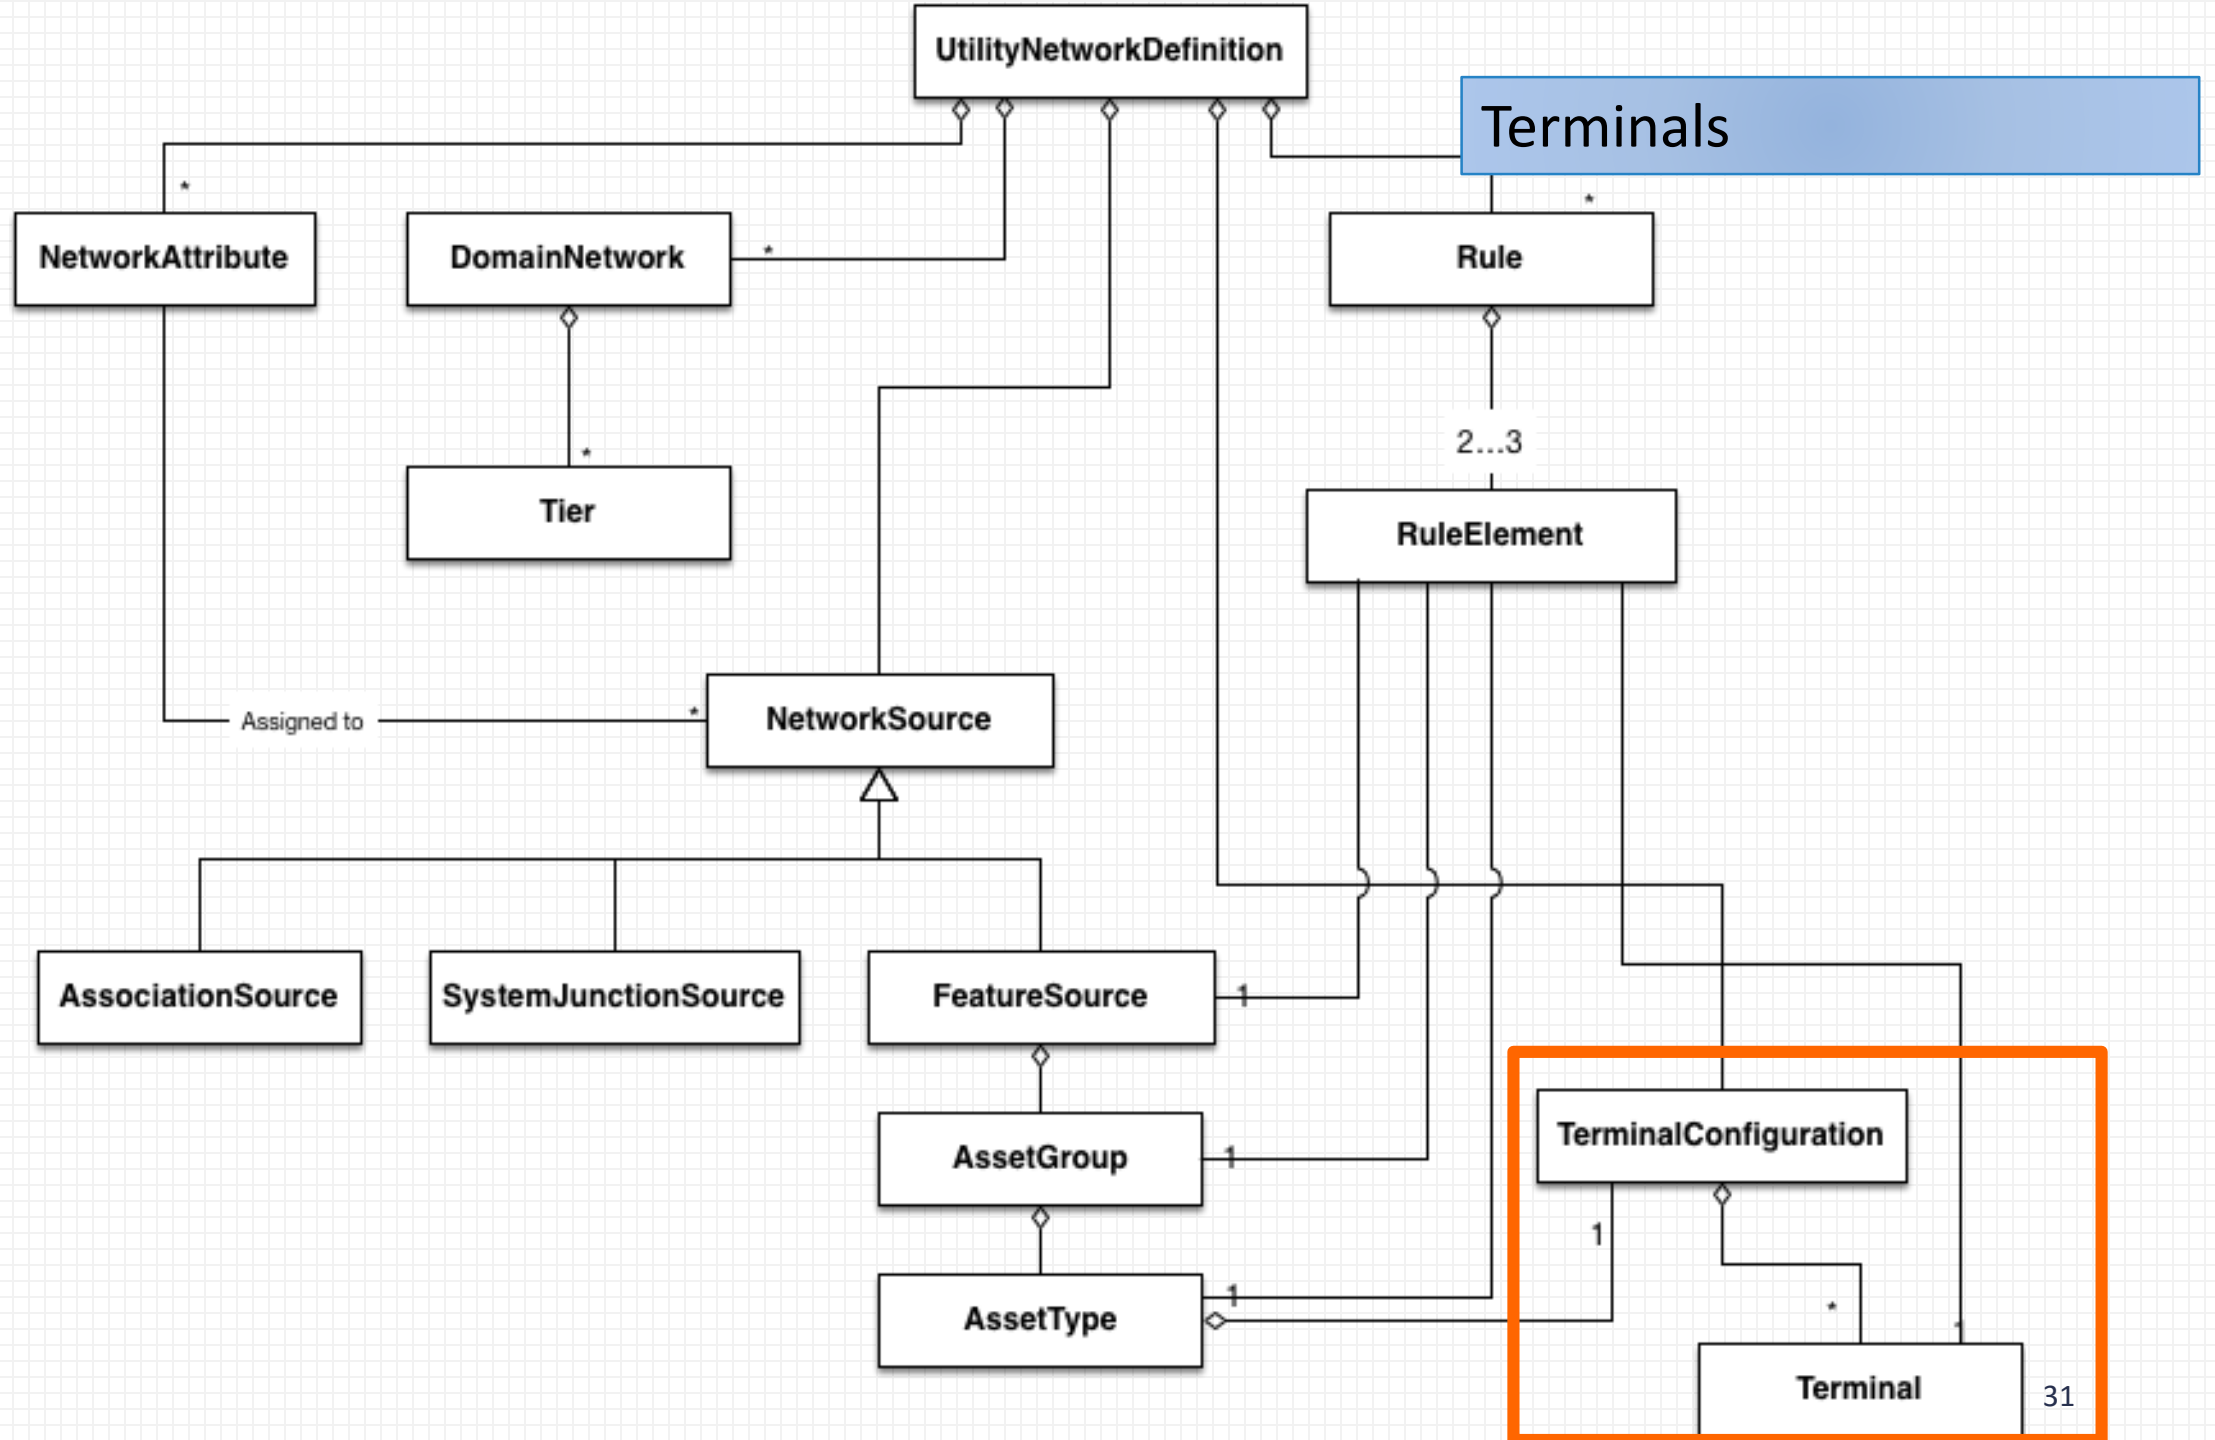 UtilityNetworkDefinition
Terminals
*
*
*
NetworkAttribute
DomainNetwork
Rule
2...3
*
Tier
RuleElement
Assigned to
*
NetworkSource
AssociationSource
SystemJunctionSource
FeatureSource
1
TerminalConfiguration
AssetGroup
1
1
1
AssetType
*
1
Terminal
31